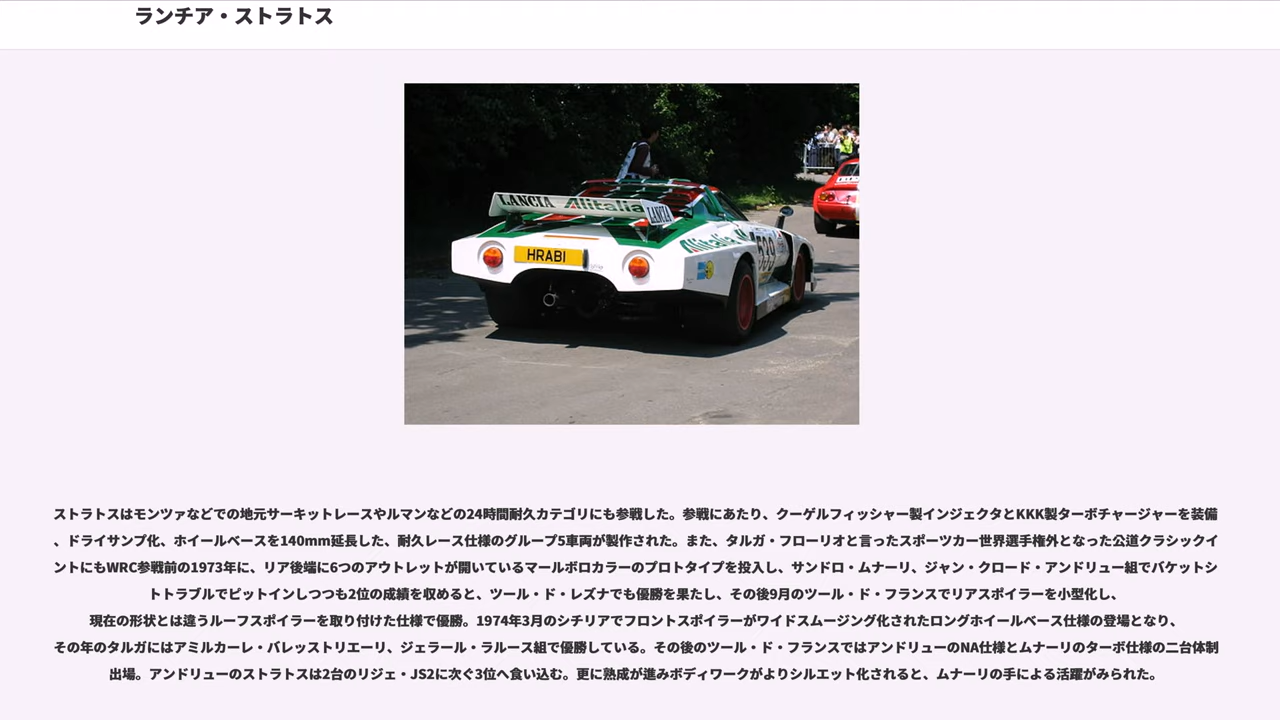 ランチア・ストラトス
LANCIA Alitalia LANCIA
Alitalia
539
HRABI
ストラトスはモンツァなどでの地元サーキットレースやルマンなどの24時間耐久カテゴリにも参戦した。参戦にあたり、クーゲルフィッシャー製インジェクタとKKK製ターボチャージャーを装備
、ドライサンプ化、ホイールベースを140mm延長した、耐久レース仕様のグループ5車両が製作された。また、タルガ・フローリオと言ったスポーツカー世界選手権外となった公道クラシックイ
ントにもWRC参戦前の1973年に、リア後端に6つのアウトレットが開いているマールボロカラーのプロトタイプを投入し、サンドロ・ムナーリ、ジャン・クロード・アンドリュー組でバケットシ
トトラブルでピットインしつつも2位の成績を収めると、ツール・ド・レズナでも優勝を果たし、その後9月のツール・ド・フランスでリアスポイラーを小型化し、
現在の形状とは違うルーフスポイラーを取り付けた仕様で優勝。1974年3月のシチリアでフロントスポイラーがワイドスムージング化されたロングホイールベース仕様の登場となり、
その年のタルガにはアミルカーレ・バレッストリエーリ、ジェラール・ラルース組で優勝している。その後のツール・ド・フランスではアンドリューのNA仕様とムナーリのターボ仕様の二台体制
出場。アンドリューのストラトスは2台のリジェ・JS2に次ぐ3位へ食い込む。更に熟成が進みボディワークがよりシルエット化されると、ムナーリの手による活躍がみられた。